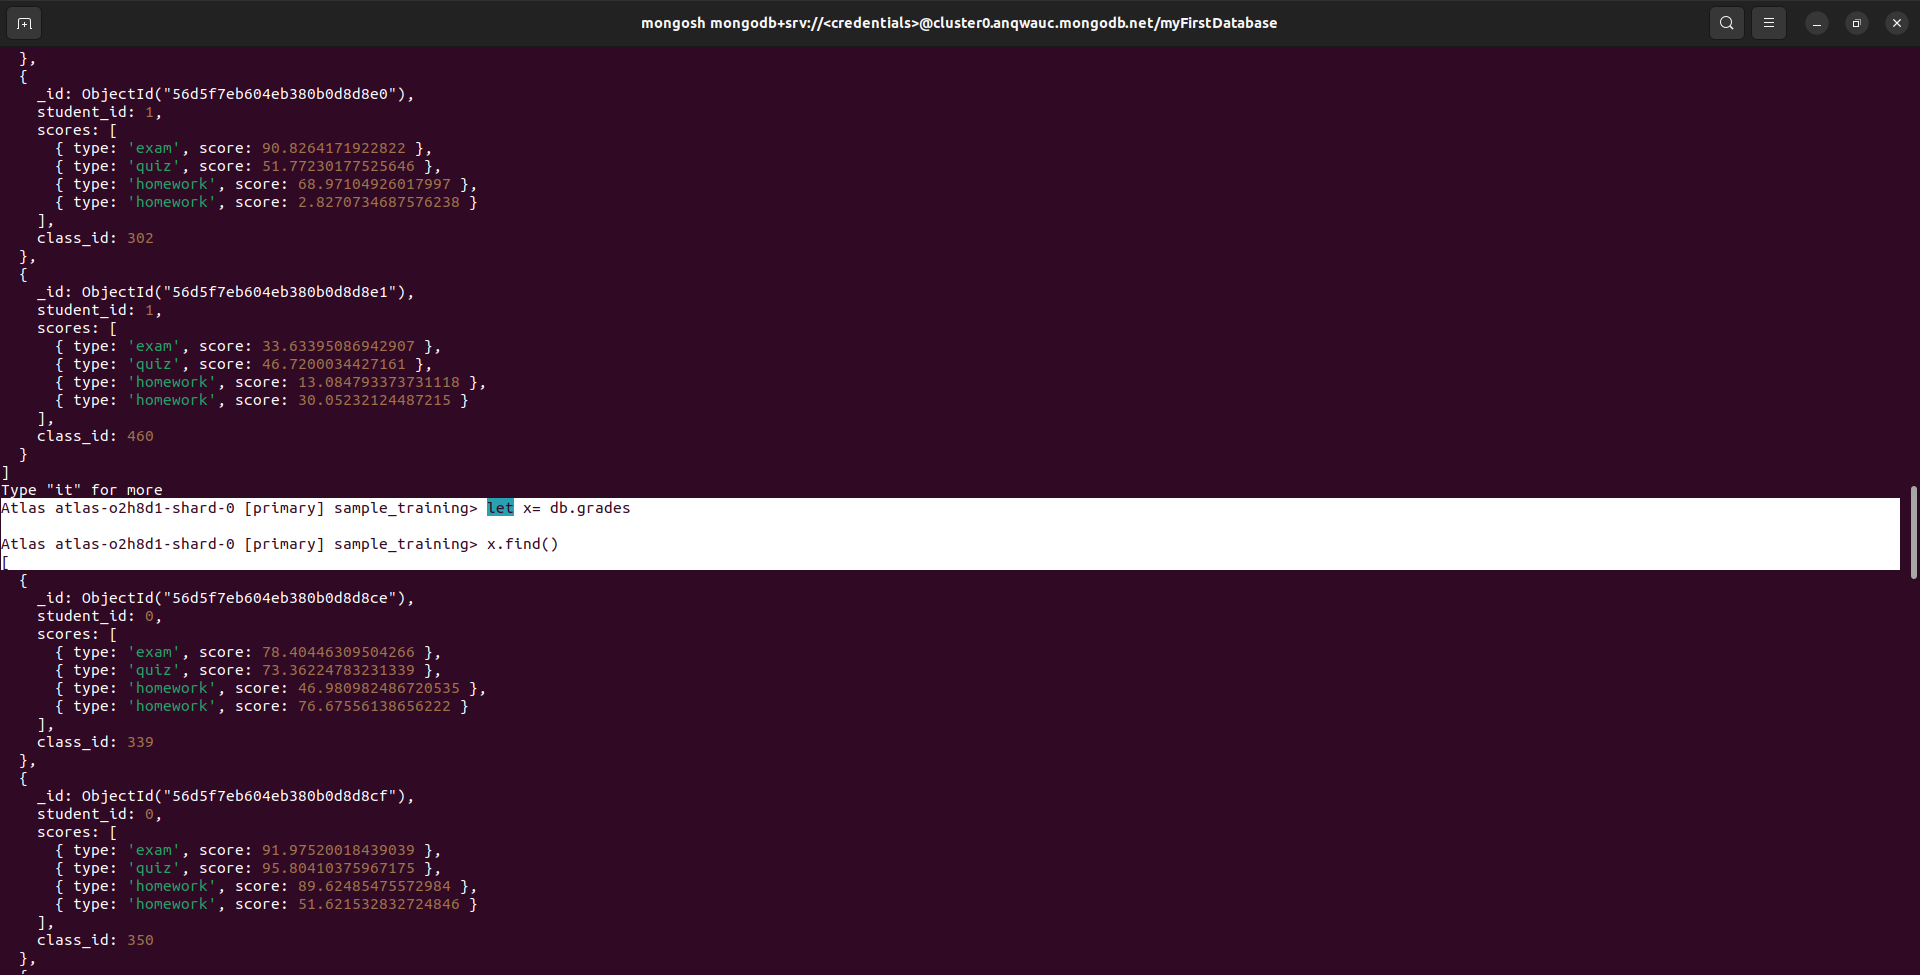 mongosh mongodb+srv://<credentials>@cluster0.anqwauc.mongodb.net/myFirstDatabase
},
{
_id: ObjectId("56d5f7eb604eb380b0d8d8e0"),
student_id: 1,
scores: [
{ type: 'exam', score: 90.8264171922822 },
{ type: 'quiz', score: 51.77230177525646 },
{ type: 'homework', score: 68.97104926017997 },
{ type: 'homework', score: 2.8270734687576238 }
],
class_id: 302
},
{
_id: ObjectId("56d5f7eb604eb380b0d8d8e1"),
student_id: 1,
scores: [
{ type: 'exam', score: 33.63395086942907 },
{ type: 'quiz', score: 46.7200034427161 },
{ type: 'homework', score: 13.084793373731118 },
{ type: 'homework', score: 30.05232124487215 }
],
class_id: 460
}
]
Type "it" for more
Atlas atlas-o2h8d1-shard-0 [primary] sample_training> let x= db.grades
Atlas atlas-o2h8d1-shard-0 [primary] sample_training> x.find()
[
{
_id: ObjectId("56d5f7eb604eb380b0d8d8ce"),
student_id: 0,
scores: [
{ type: 'exam', score: 78.40446309504266 },
{ type: 'quiz', score: 73.36224783231339 },
{ type: 'homework', score: 46.980982486720535 },
{ type: 'homework', score: 76.67556138656222 }
],
class_id: 339
},
{
_id: ObjectId("56d5f7eb604eb380b0d8d8cf"),
student_id: 0,
scores: [
{ type: 'exam', score: 91.97520018439039 },
{ type: 'quiz', score: 95.80410375967175 },
{ type: 'homework', score: 89.62485475572984 },
{ type: 'homework', score: 51.621532832724846 }
],
class_id: 350
},
{